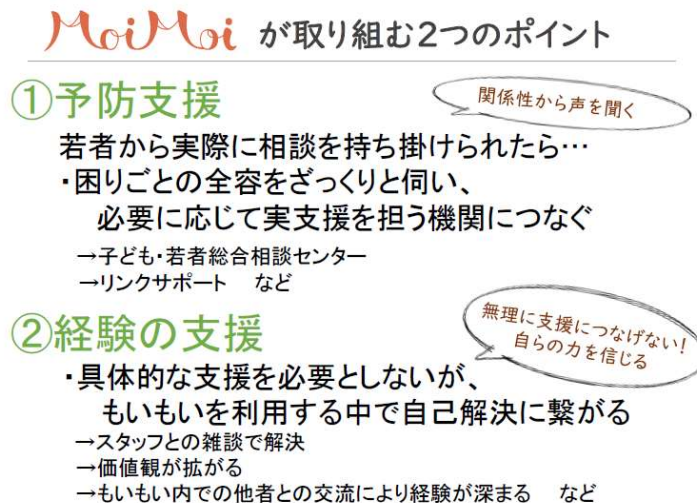 MoiMoi が取り組む2つのポイント
①予防支援
関係性から声を聞く
若者から実際に相談を持ち掛けられたら…
・困りごとの全容をざっくりと伺い、
必要に応じて実支援を担う機関につなぐ
→子ども・若者総合相談センター
→リンクサポート など
②経験の支援
無理に支援につなげない!
自らの力を信じる
・具体的な支援を必要としないが、
もいもいを利用する中で自己解決に繋がる
→スタッフとの雑談で解決
→価値観が拡がる
→もいもい内での他者との交流により経験が深まる など